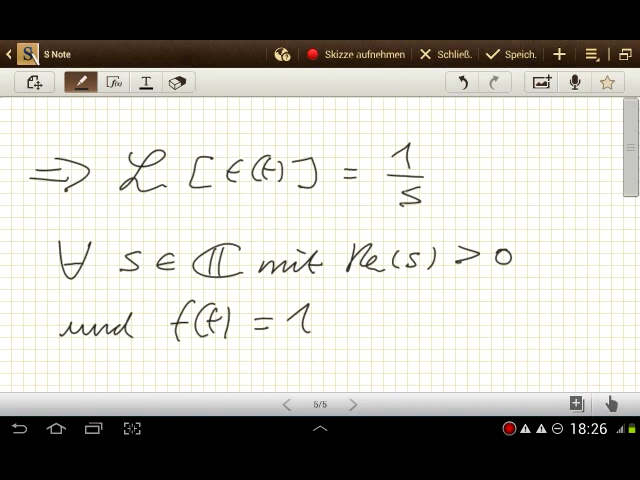 S Note
Skizze aufnehmen
Schließ.
Speich.
f(x)
T
⇒ ℒ [ε(t)] = 1/s
∀ s ∈ ℂ mit Re(s) > 0
und f(t) = 1
5/5
18:26